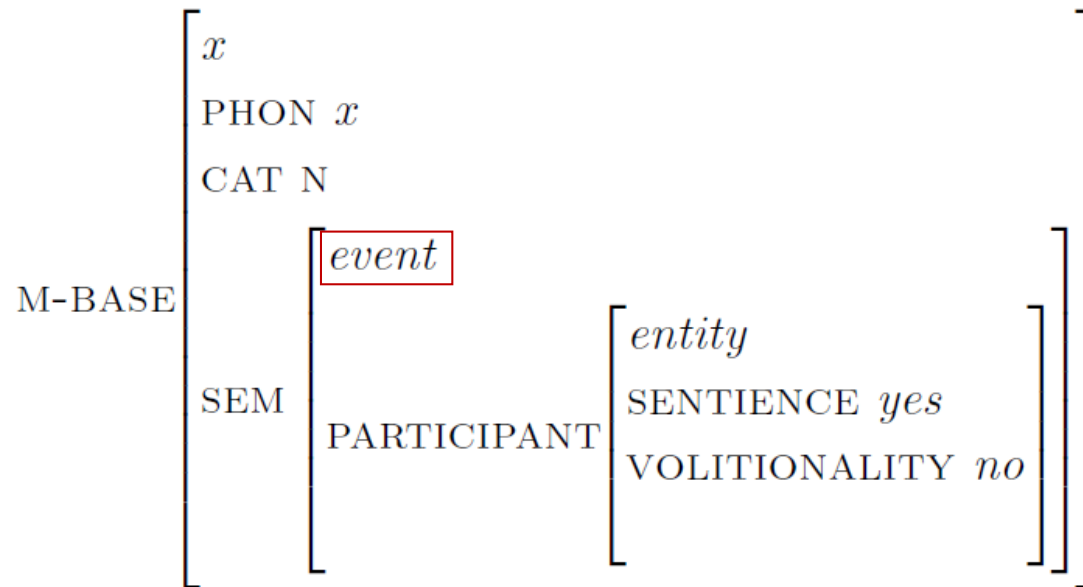 x
PHON x
CAT N
event
M-BASE
entity
SEM
SENTIENCE yes
PARTICIPANT
VOLITIONALITY no